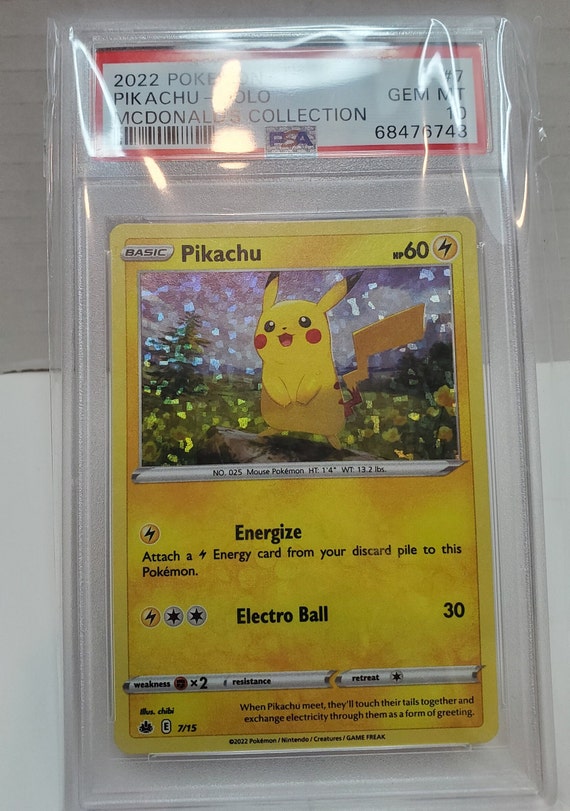 2022 POKEMON #7
PIKACHU-HOLO GEM MT
MCDONALD'S COLLECTION 10
PSA 68476743
BASIC Pikachu HP60
NO. 025 Mouse Pokémon HT: 1'4" WT: 13.2 lbs.
Energize
Attach a Energy card from your discard pile to this
Pokémon.
Electro Ball 30
weakness ×2 resistance retreat
Illus. chibi
When Pikachu meet, they'll touch their tails together and
exchange electricity through them as a form of greeting.
E 7/15
©2022 Pokémon / Nintendo / Creatures / GAME FREAK